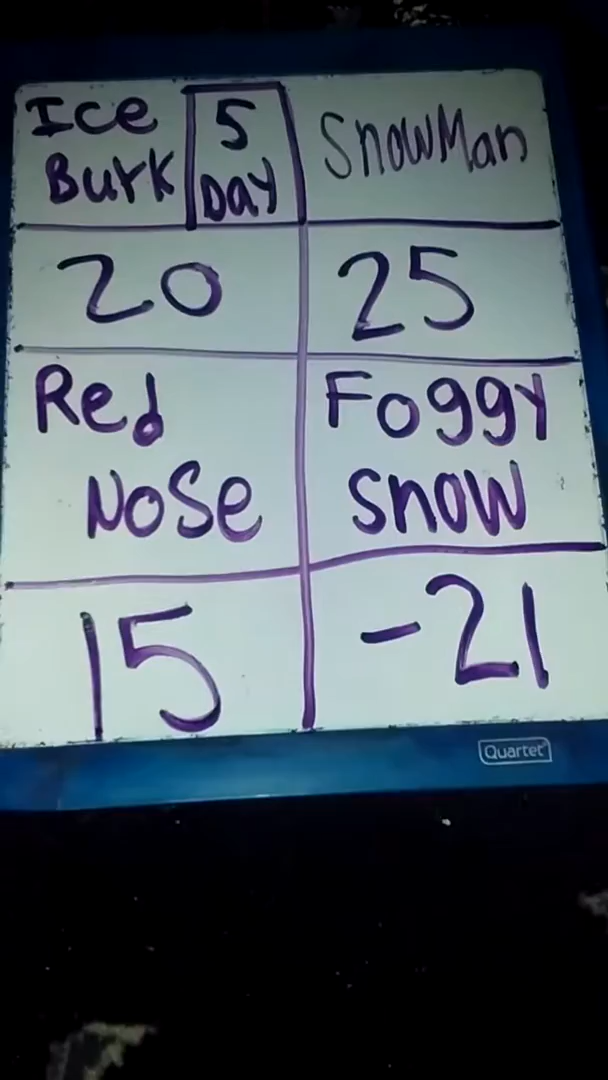 Ice
Burk
5
DAY
SnowMan
20
25
Red
NoSe
Foggy
Snow
15
-21
Quartet